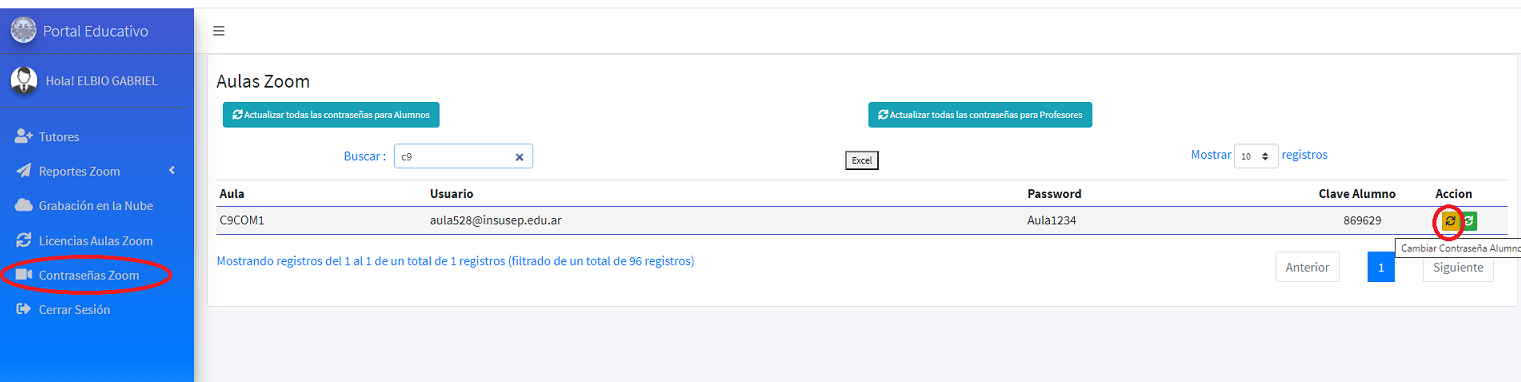 Portal Educativo
Hola! ELBIO GABRIEL
Tutores
Reportes Zoom
Grabación en la Nube
Licencias Aulas Zoom
Contraseñas Zoom
Cerrar Sesión
Aulas Zoom
Actualizar todas las contraseñas para Alumnos
Actualizar todas las contraseñas para Profesores
Buscar: c9
Excel
Mostrar 10 registros
Aula Usuario Password Clave Alumno Accion
C9COM1 aula528@insusep.edu.ar Aula1234 869629
Cambiar Contraseña Alumno
Mostrando registros del 1 al 1 de un total de 1 registros (filtrado de un total de 96 registros)
Anterior 1 Siguiente